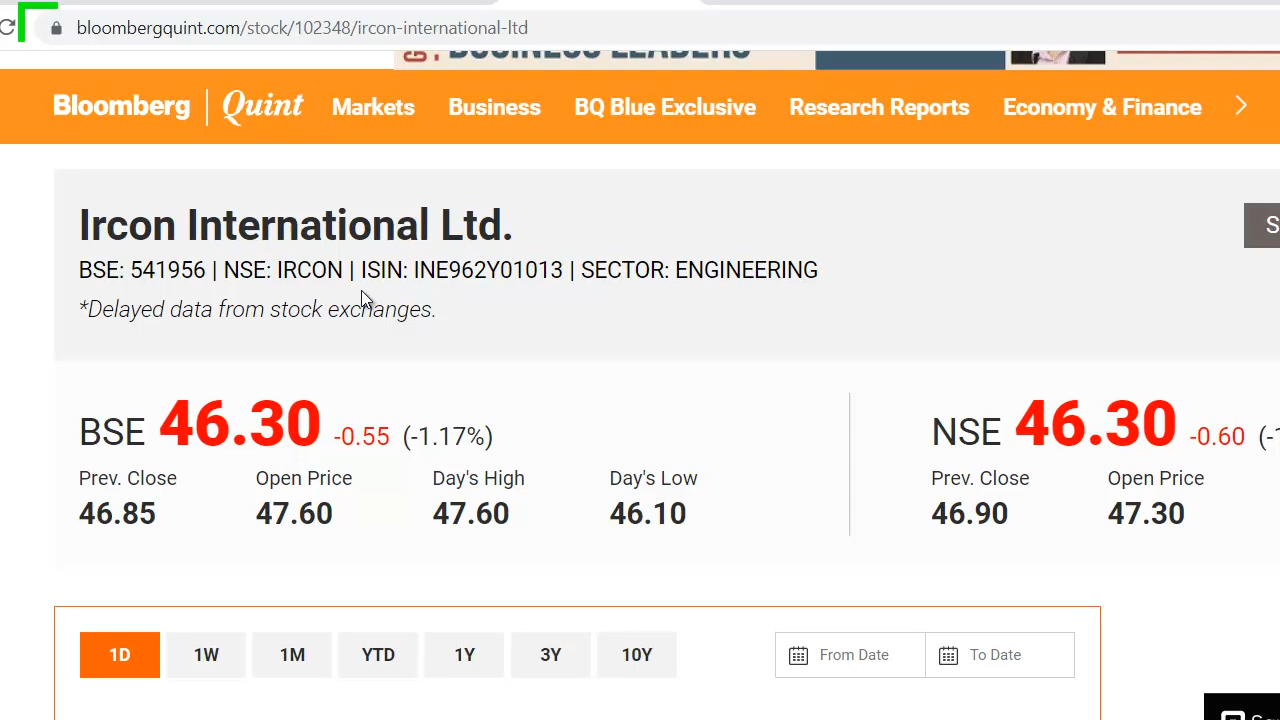 bloombergquint.com/stock/102348/ircon-international-ltd
BUSINESS LEADERS
Bloomberg | Quint Markets Business BQ Blue Exclusive Research Reports Economy & Finance
Ircon International Ltd.
BSE: 541956 | NSE: IRCON | ISIN: INE962Y01013 | SECTOR: ENGINEERING
*Delayed data from stock exchanges.
BSE 46.30 -0.55 (-1.17%)
Prev. Close Open Price Day's High Day's Low
46.85 47.60 47.60 46.10
NSE 46.30 -0.60
Prev. Close Open Price
46.90 47.30
1D 1W 1M YTD 1Y 3Y 10Y From Date To Date